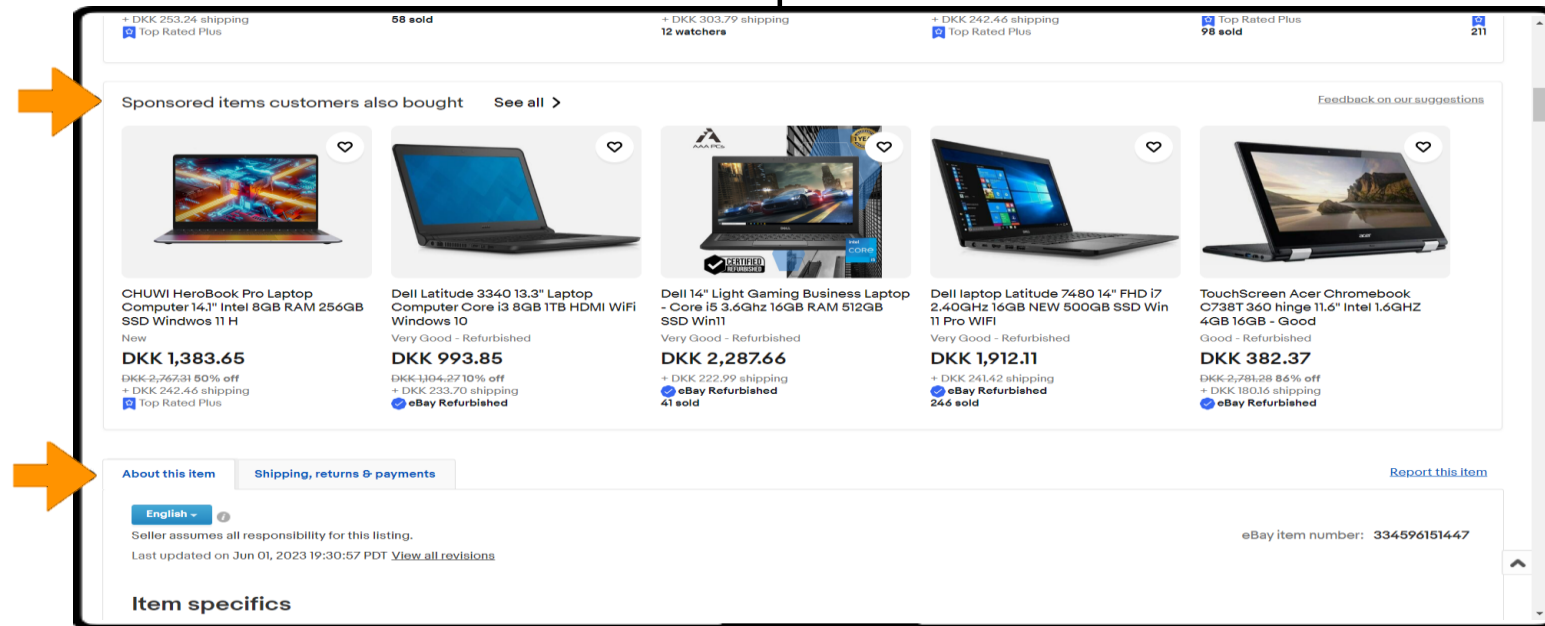 + DKK 253.24 shipping
Top Rated Plus
58 sold
+ DKK 303.79 shipping
12 watchers
+ DKK 242.46 shipping
Top Rated Plus
Top Rated Plus
98 sold
211
Sponsored items customers also bought See all >
Feedback on our suggestions
AAA PCs
CERTIFIED
REFURBISHED
intel
CORE
i5
CHUWI HeroBook Pro Laptop
Computer 14.1" Intel 8GB RAM 256GB
SSD Windwos 11 H
New
DKK 1,383.65
DKK 2,767.31 50% off
+ DKK 242.46 shipping
Top Rated Plus
Dell Latitude 3340 13.3" Laptop
Computer Core i3 8GB 1TB HDMI WiFi
Windows 10
Very Good - Refurbished
DKK 993.85
DKK 1,104.27 10% off
+ DKK 233.70 shipping
eBay Refurbished
Dell 14" Light Gaming Business Laptop
- Core i5 3.6Ghz 16GB RAM 512GB
SSD Win11
Very Good - Refurbished
DKK 2,287.66
+ DKK 222.99 shipping
eBay Refurbished
41 sold
Dell laptop Latitude 7480 14" FHD i7
2.40GHz 16GB NEW 500GB SSD Win
11 Pro WIFI
Very Good - Refurbished
DKK 1,912.11
+ DKK 241.42 shipping
eBay Refurbished
246 sold
TouchScreen Acer Chromebook
C738T 360 hinge 11.6" Intel 1.6GHZ
4GB 16GB - Good
Good - Refurbished
DKK 382.37
DKK 2,781.28 86% off
+ DKK 180.16 shipping
eBay Refurbished
About this item
Shipping, returns & payments
Report this item
English
Seller assumes all responsibility for this listing.
Last updated on Jun 01, 2023 19:30:57 PDT View all revisions
eBay item number: 334596151447
Item specifics